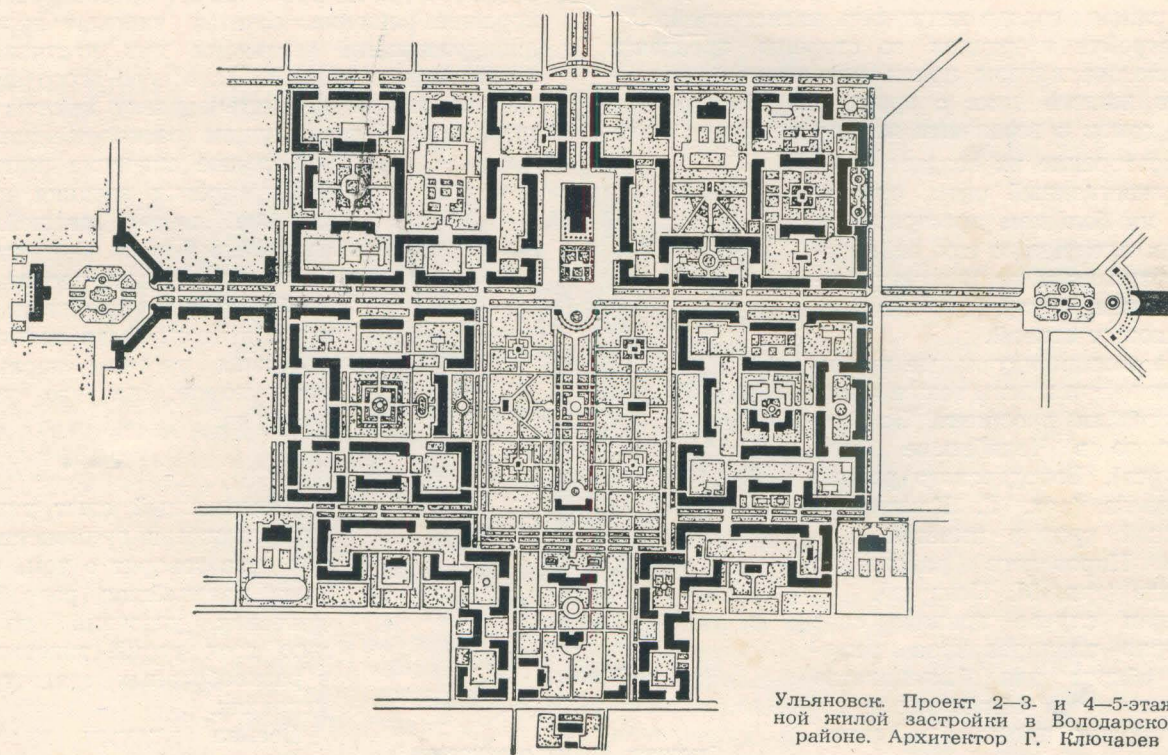 Ульяновск. Проект 2—3- и 4—5-этаж
ной жилой застройки в Володарско
районе. Архитектор Г. Ключарев